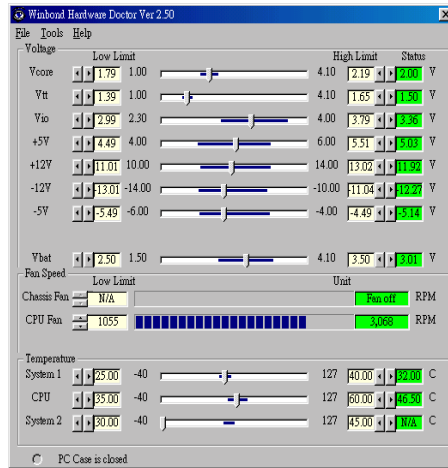 Winbond Hardware Doctor Ver 2.50
File Tools Help
Voltage
Low Limit High Limit Status
Vcore 1.79 1.00 4.10 2.19 2.00 V
Vtt 1.39 1.00 4.10 1.65 1.50 V
Vio 2.99 2.30 4.00 3.79 3.36 V
+5V 4.49 4.00 6.00 5.51 5.03 V
+12V 11.01 10.00 14.00 13.02 11.92 V
-12V -13.01 -14.00 -10.00 -11.04 -12.27 V
-5V -5.49 -6.00 -4.00 -4.49 -5.14 V
Vbat 2.50 1.50 4.10 3.50 3.01 V
Fan Speed
Low Limit Unit
Chassis Fan N/A Fan off RPM
CPU Fan 1055 3,068 RPM
Temperature
System 1 25.00 -40 127 40.00 32.00 C
CPU 35.00 -40 127 60.00 46.50 C
System 2 30.00 -40 127 45.00 N/A C
PC Case is closed